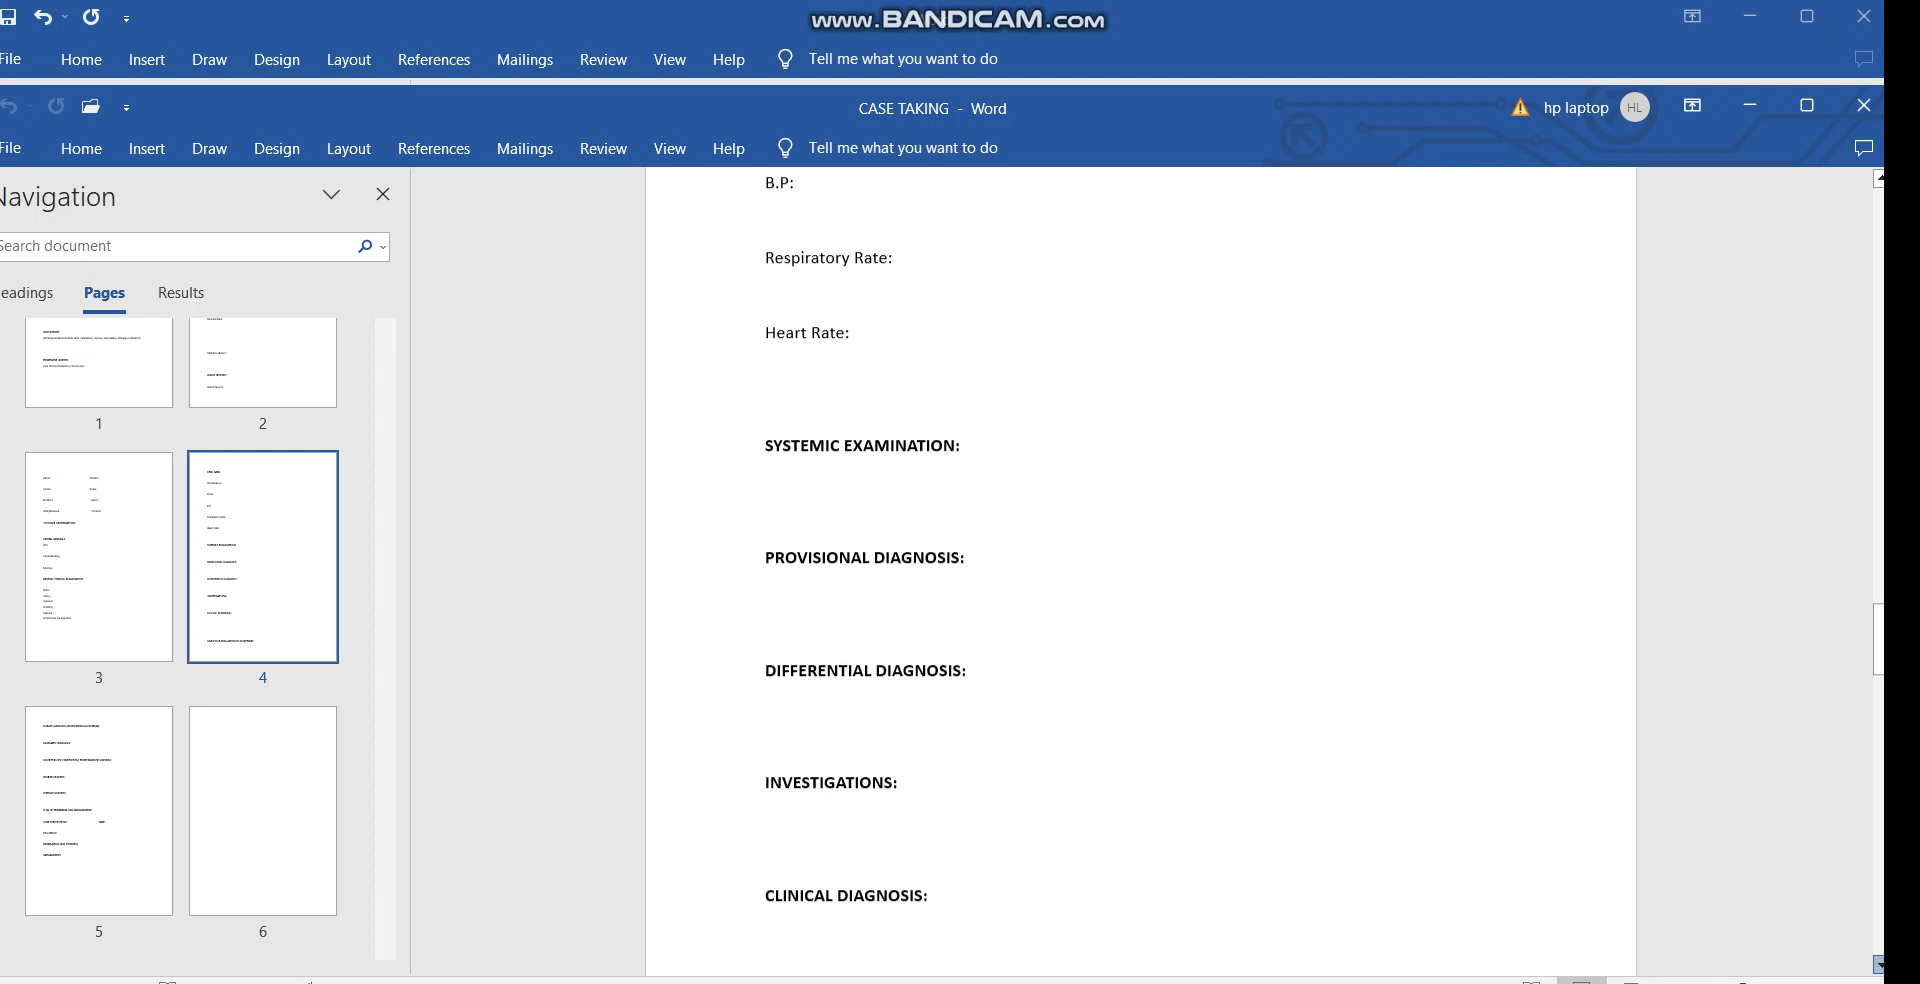 www.BANDICAM.com
File Home Insert Draw Design Layout References Mailings Review View Help Tell me what you want to do
CASE TAKING - Word
hp laptop HL
File Home Insert Draw Design Layout References Mailings Review View Help Tell me what you want to do
Navigation
Search document
eadings Pages Results
1 2
3 4
5 6
B.P:
Respiratory Rate:
Heart Rate:
SYSTEMIC EXAMINATION:
PROVISIONAL DIAGNOSIS:
DIFFERENTIAL DIAGNOSIS:
INVESTIGATIONS:
CLINICAL DIAGNOSIS: